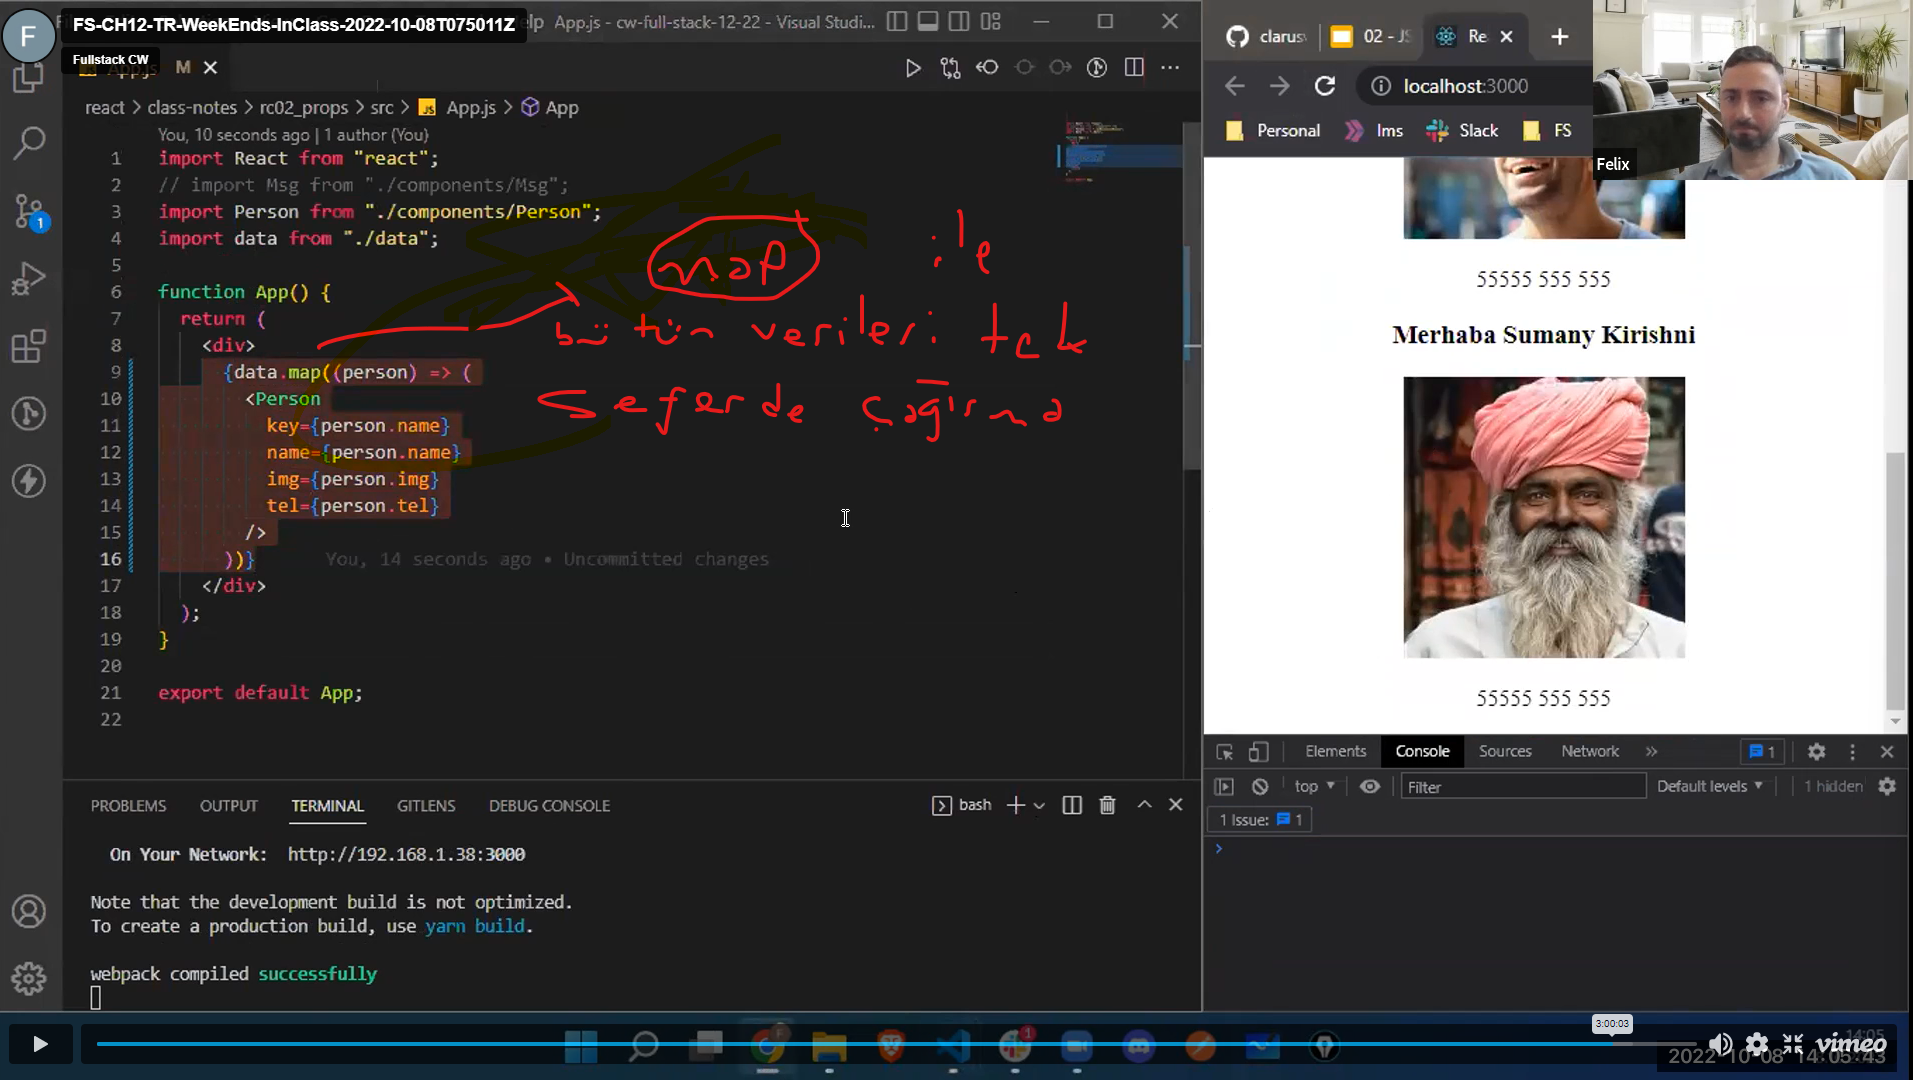 FS-CH12-TR-WeekEnds-InClass-2022-10-08T075011Z
F
Fullstack CW
App.js - cw-full-stack-12-22 - Visual Studi...
App.js M
react > class-notes > rc02_props > src > App.js > App
You, 10 seconds ago | 1 author (You)
1 import React from "react";
2 // import Msg from "./components/Msg";
3 import Person from "./components/Person";
4 import data from "./data";
5
6 function App() {
7 return (
8 <div>
9 {data.map((person) => (
10 <Person
11 key={person.name}
12 name={person.name}
13 img={person.img}
14 tel={person.tel}
15 />
16 ))} You, 14 seconds ago • Uncommitted changes
17 </div>
18 );
19 }
20
21 export default App;
22
map ile
bütün verileri tek
Seferde çağırma
1
PROBLEMS OUTPUT TERMINAL GITLENS DEBUG CONSOLE
bash
On Your Network: http://192.168.1.38:3000
Note that the development build is not optimized.
To create a production build, use yarn build.
webpack compiled successfully
clarus
02 - JS
Re
localhost:3000
Personal Ims Slack FS
Felix
55555 555 555
Merhaba Sumany Kirishni
55555 555 555
Elements Console Sources Network » 1
top Filter Default levels 1 hidden
1 Issue: 1
3:00:03
F
1
14:05
vimeo
2022-10-08 14:05:43